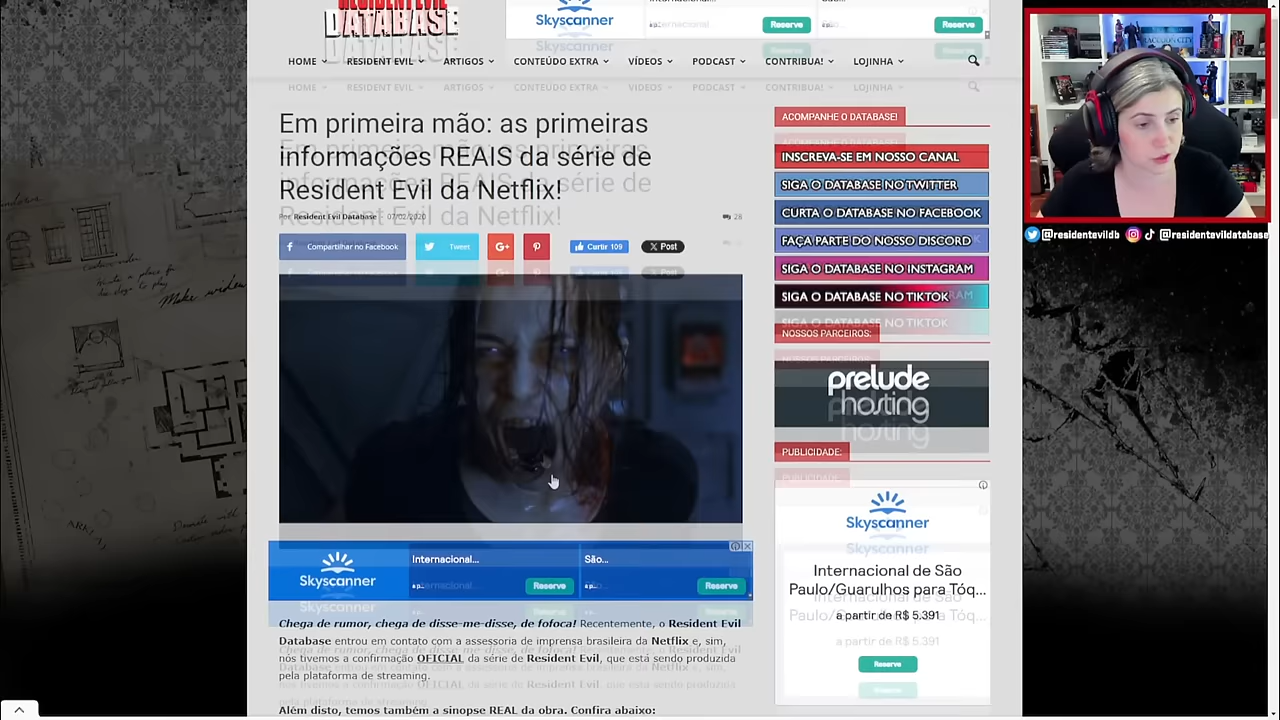 RESIDENT EVIL
DATABASE
Skyscanner
Reserve
Reserve
HOME
RESIDENT EVIL
ARTIGOS
CONTEÚDO EXTRA
VÍDEOS
PODCAST
CONTRIBUA!
LOJINHA
Em primeira mão: as primeiras
informações REAIS da série de
Resident Evil da Netflix!
Por Resident Evil Database
07/02/2020
28
Compartilhar no Facebook
Tweet
Curtir 109
Post
ACOMPANHE O DATABASE!
INSCREVA-SE EM NOSSO CANAL
SIGA O DATABASE NO TWITTER
CURTA O DATABASE NO FACEBOOK
FAÇA PARTE DO NOSSO DISCORD
SIGA O DATABASE NO INSTAGRAM
SIGA O DATABASE NO TIKTOK
NOSSOS PARCEIROS:
prelude
hosting
PUBLICIDADE:
Skyscanner
Internacional de São
Paulo/Guarulhos para Tóq...
a partir de R$ 5.391
Reserve
Skyscanner
Internacional...
Reserve
São...
Reserve
Chega de rumor, chega de disse-me-disse, de fofoca! Recentemente, o Resident Evil
Database entrou em contato com a assessoria de imprensa brasileira da Netflix e, sim,
nós tivemos a confirmação OFICIAL da série de Resident Evil, que está sendo produzida
pela plataforma de streaming.
Além disto, temos também a sinopse REAL da obra. Confira abaixo:
@residentevildb
@residentevildatabase
Make widen
ARKLAY